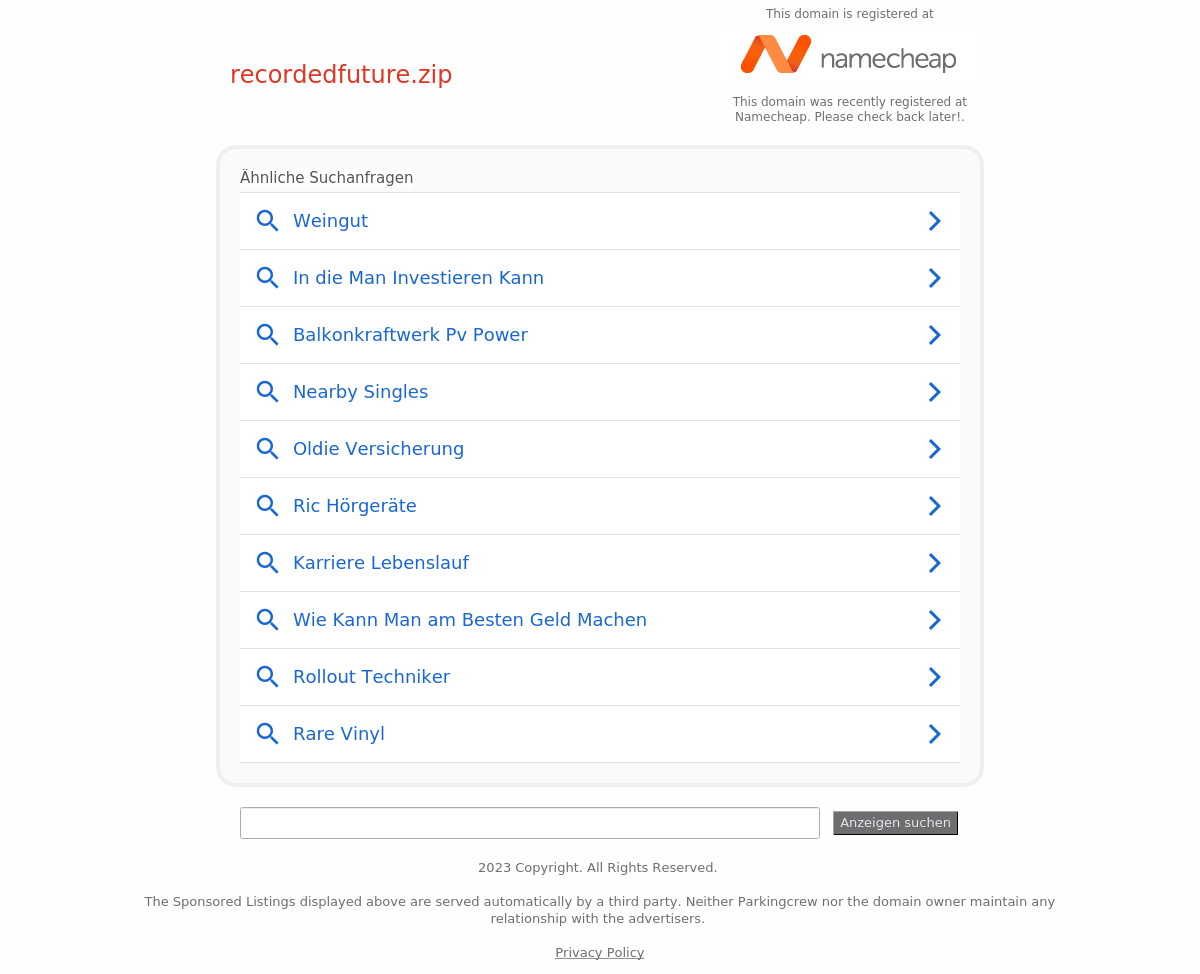 This domain is registered at
namecheap
recordedfuture.zip
This domain was recently registered at
Namecheap. Please check back later!.
Ähnliche Suchanfragen
Weingut
In die Man Investieren Kann
Balkonkraftwerk Pv Power
Nearby Singles
Oldie Versicherung
Ric Hörgeräte
Karriere Lebenslauf
Wie Kann Man am Besten Geld Machen
Rollout Techniker
Rare Vinyl
Anzeigen suchen
2023 Copyright. All Rights Reserved.
The Sponsored Listings displayed above are served automatically by a third party. Neither Parkingcrew nor the domain owner maintain any
relationship with the advertisers.
Privacy Policy